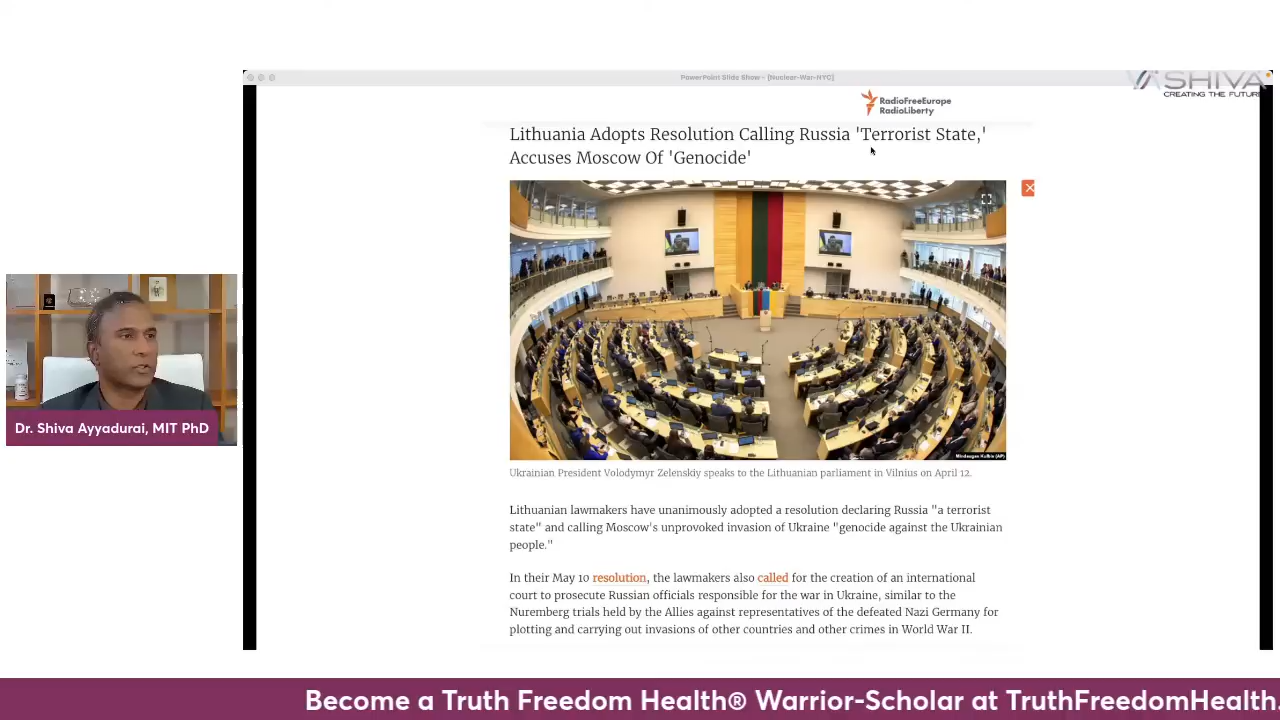 PowerPoint Slide Show - [Nuclear-War-NYC]
SHIVA
CREATING THE FUTURE
RadioFreeEurope
RadioLiberty
Lithuania Adopts Resolution Calling Russia 'Terrorist State,'
Accuses Moscow Of 'Genocide'
Mindaugas Kulbis (AP)
Ukrainian President Volodymyr Zelenskiy speaks to the Lithuanian parliament in Vilnius on April 12.
Lithuanian lawmakers have unanimously adopted a resolution declaring Russia "a terrorist
state" and calling Moscow's unprovoked invasion of Ukraine "genocide against the Ukrainian
people."
In their May 10 resolution, the lawmakers also called for the creation of an international
court to prosecute Russian officials responsible for the war in Ukraine, similar to the
Nuremberg trials held by the Allies against representatives of the defeated Nazi Germany for
plotting and carrying out invasions of other countries and other crimes in World War II.
Dr. Shiva Ayyadurai, MIT PhD
Become a Truth Freedom Health® Warrior-Scholar at TruthFreedomHealth.